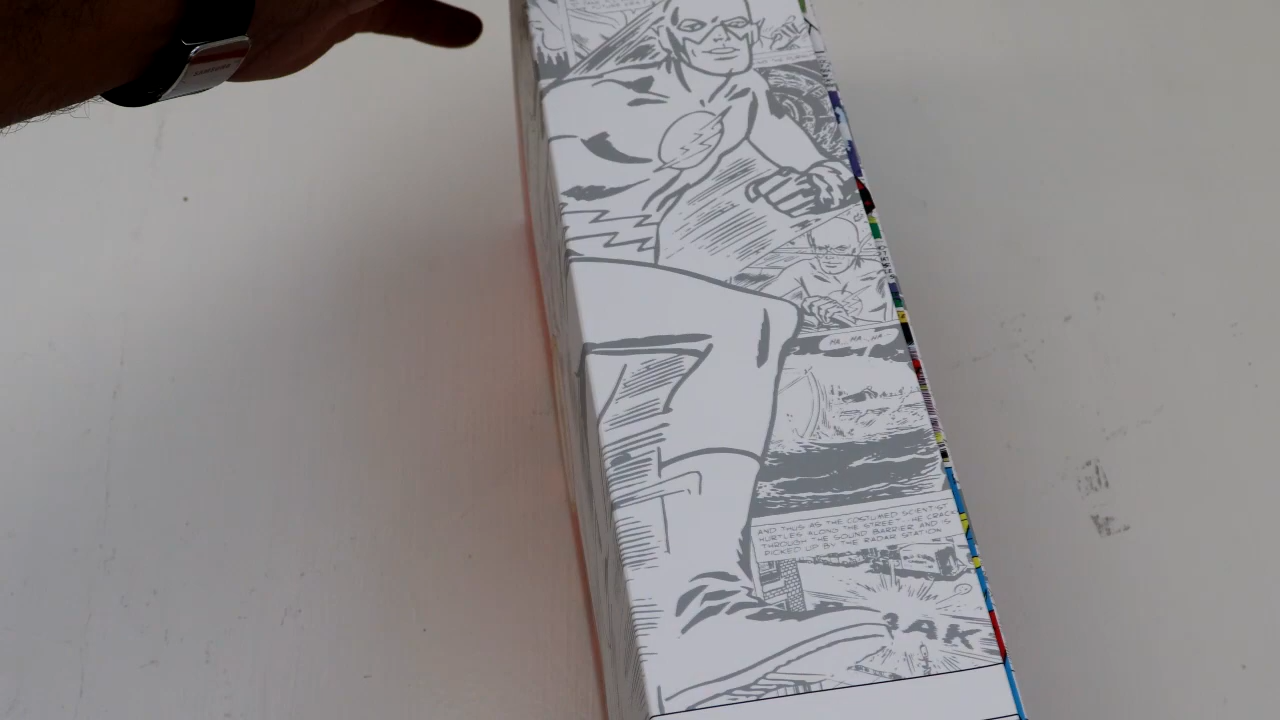 SAMSUNG
HA... HA... HA
AND THUS AS THE COSTUMED SCIENTIST
HURTLES ALONG THE STREET... HE CRACKS
THROUGH THE SOUND BARRIER AND IS
PICKED UP BY THE RADAR STATION